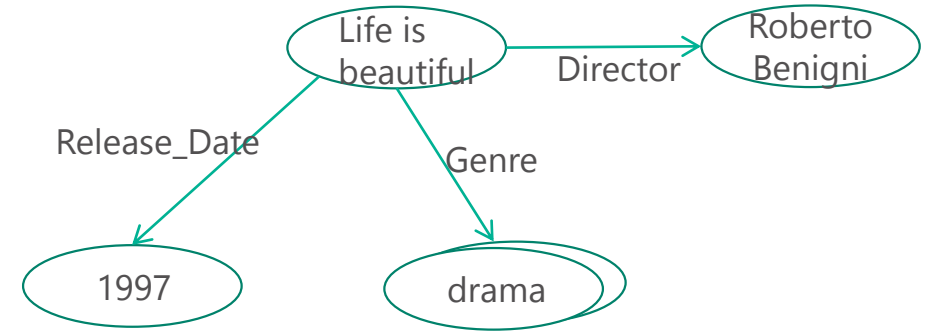 Life is
beautiful
Roberto
Benigni
Director
Release_Date
Genre
1997
drama